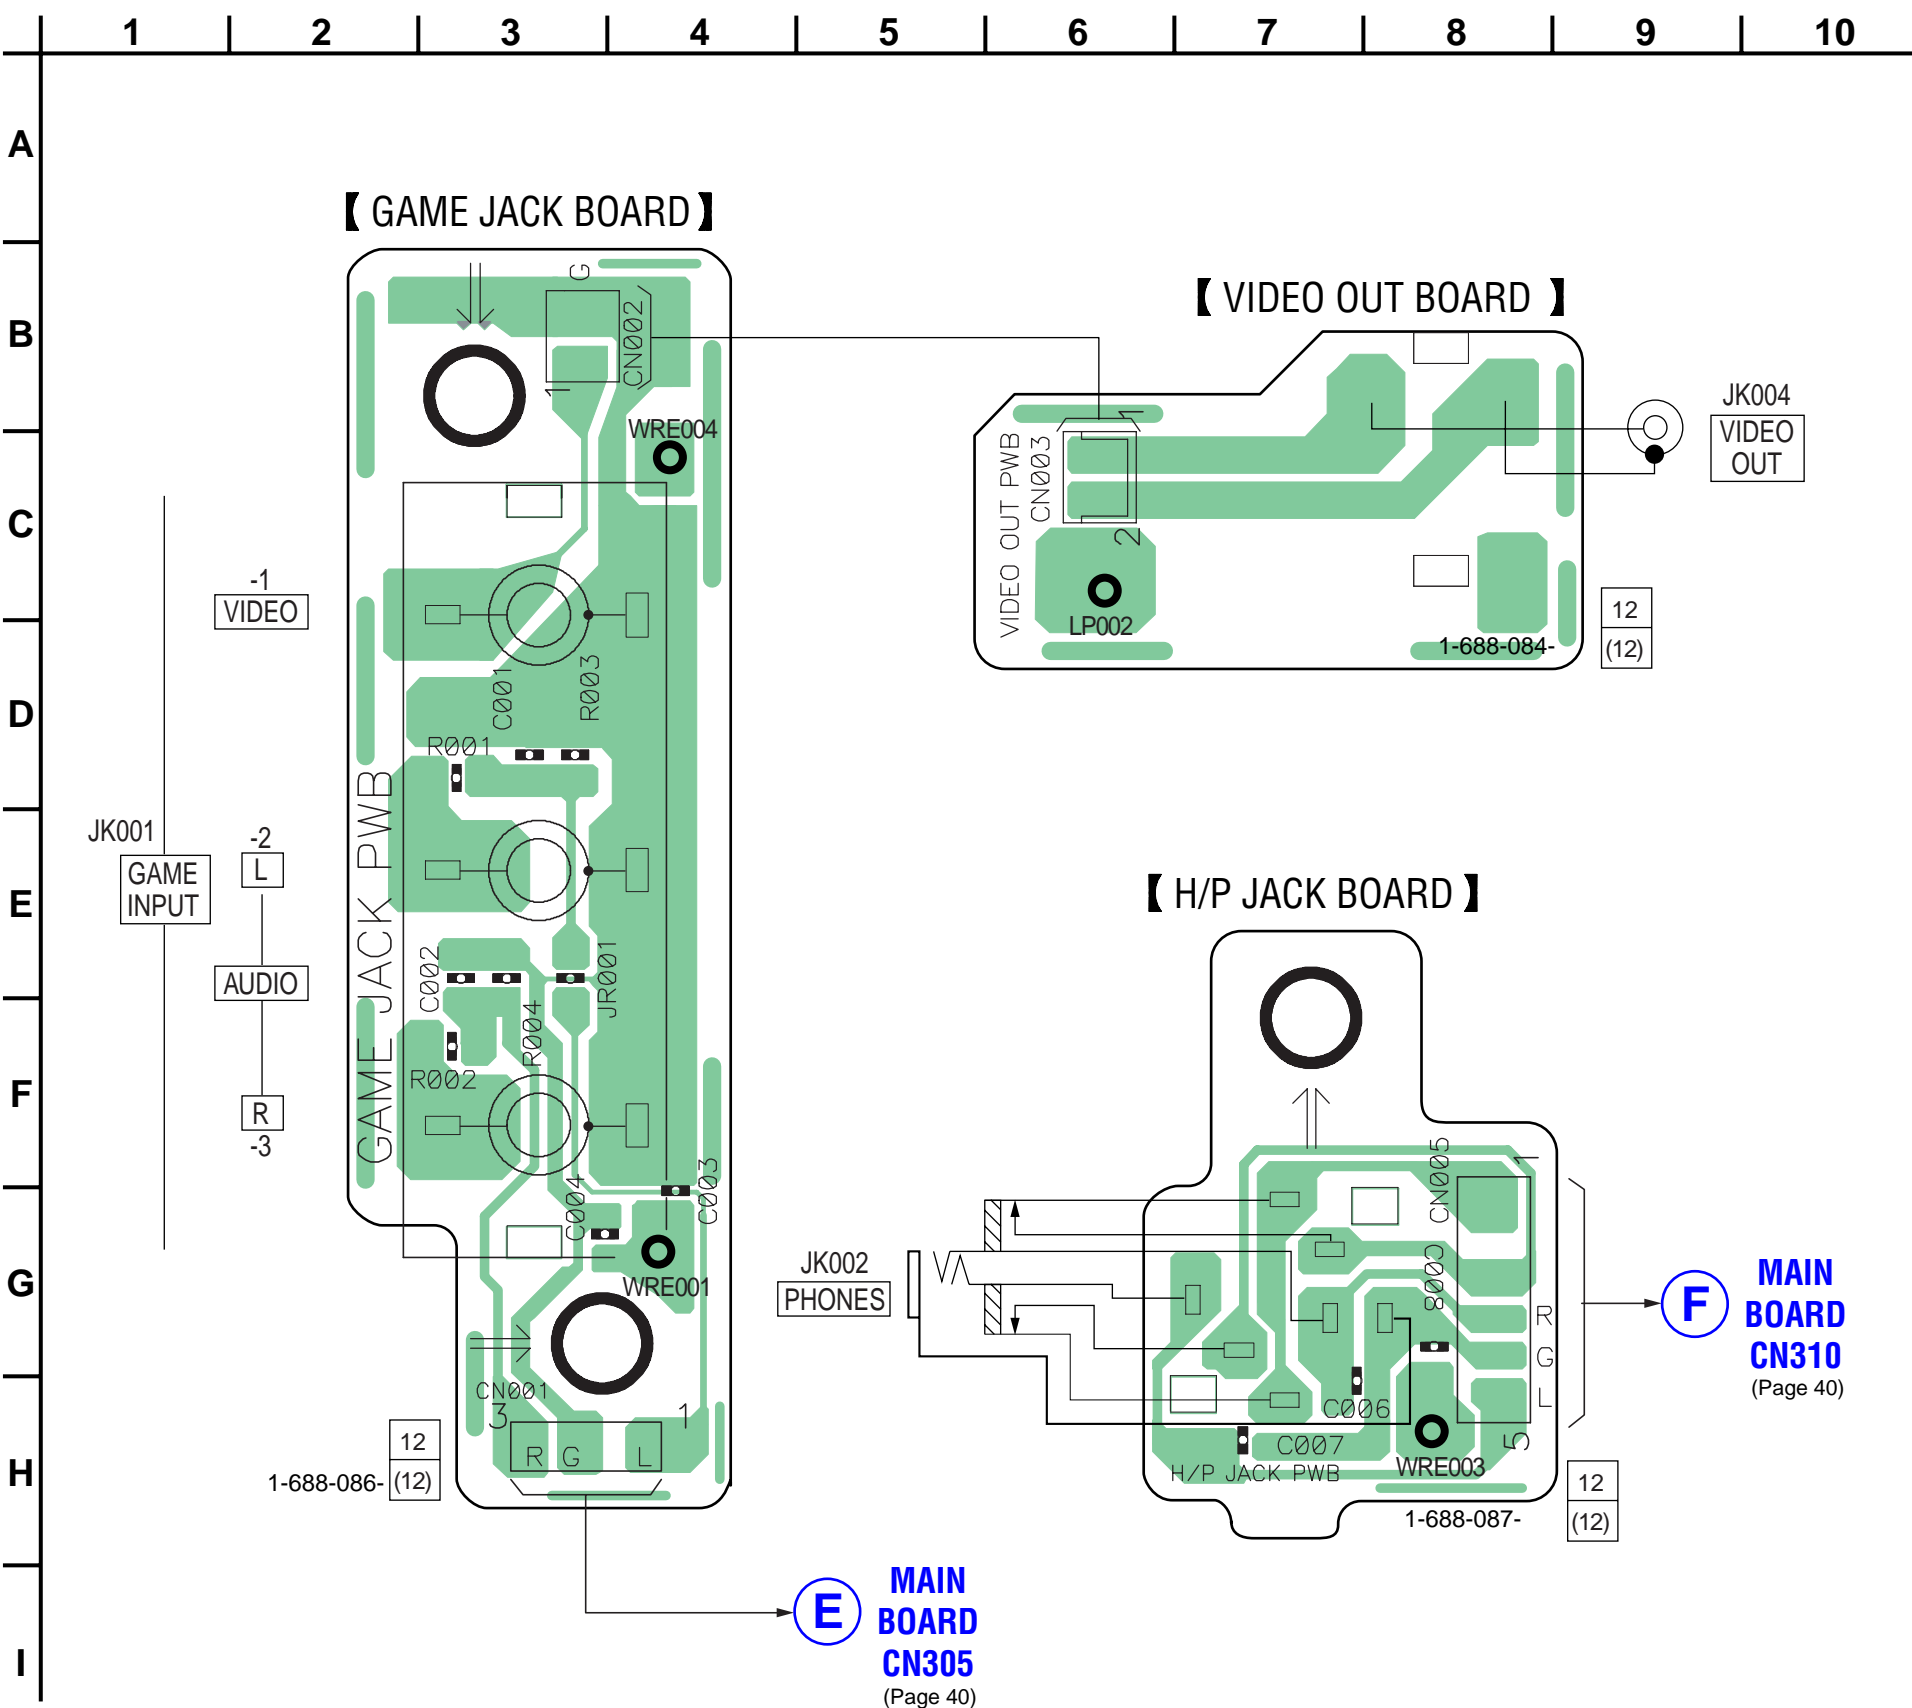 1 2 3 4 5 6 7 8 9 10
A
B
C
D
E
F
G
H
I
【 GAME JACK BOARD】
G
CN002
1
WRE004
C001
R003
R001
GAME JACK PWB
C002
JR001
R004
R002
C004
C003
WRE001
CN001
3
1
R G L
12
(12)
1-688-086-
-1
VIDEO
JK001
GAME
INPUT
-2
L
AUDIO
R
-3
E
MAIN
BOARD
CN305
(Page 40)
【 VIDEO OUT BOARD 】
VIDEO OUT PWB
CN003
1
2
LP002
1-688-084-
12
(12)
JK004
VIDEO
OUT
【 H/P JACK BOARD 】
CN005
1
C008
R
G
L
5
C006
C007
H/P JACK PWB
WRE003
1-688-087-
12
(12)
JK002
PHONES
F
MAIN
BOARD
CN310
(Page 40)